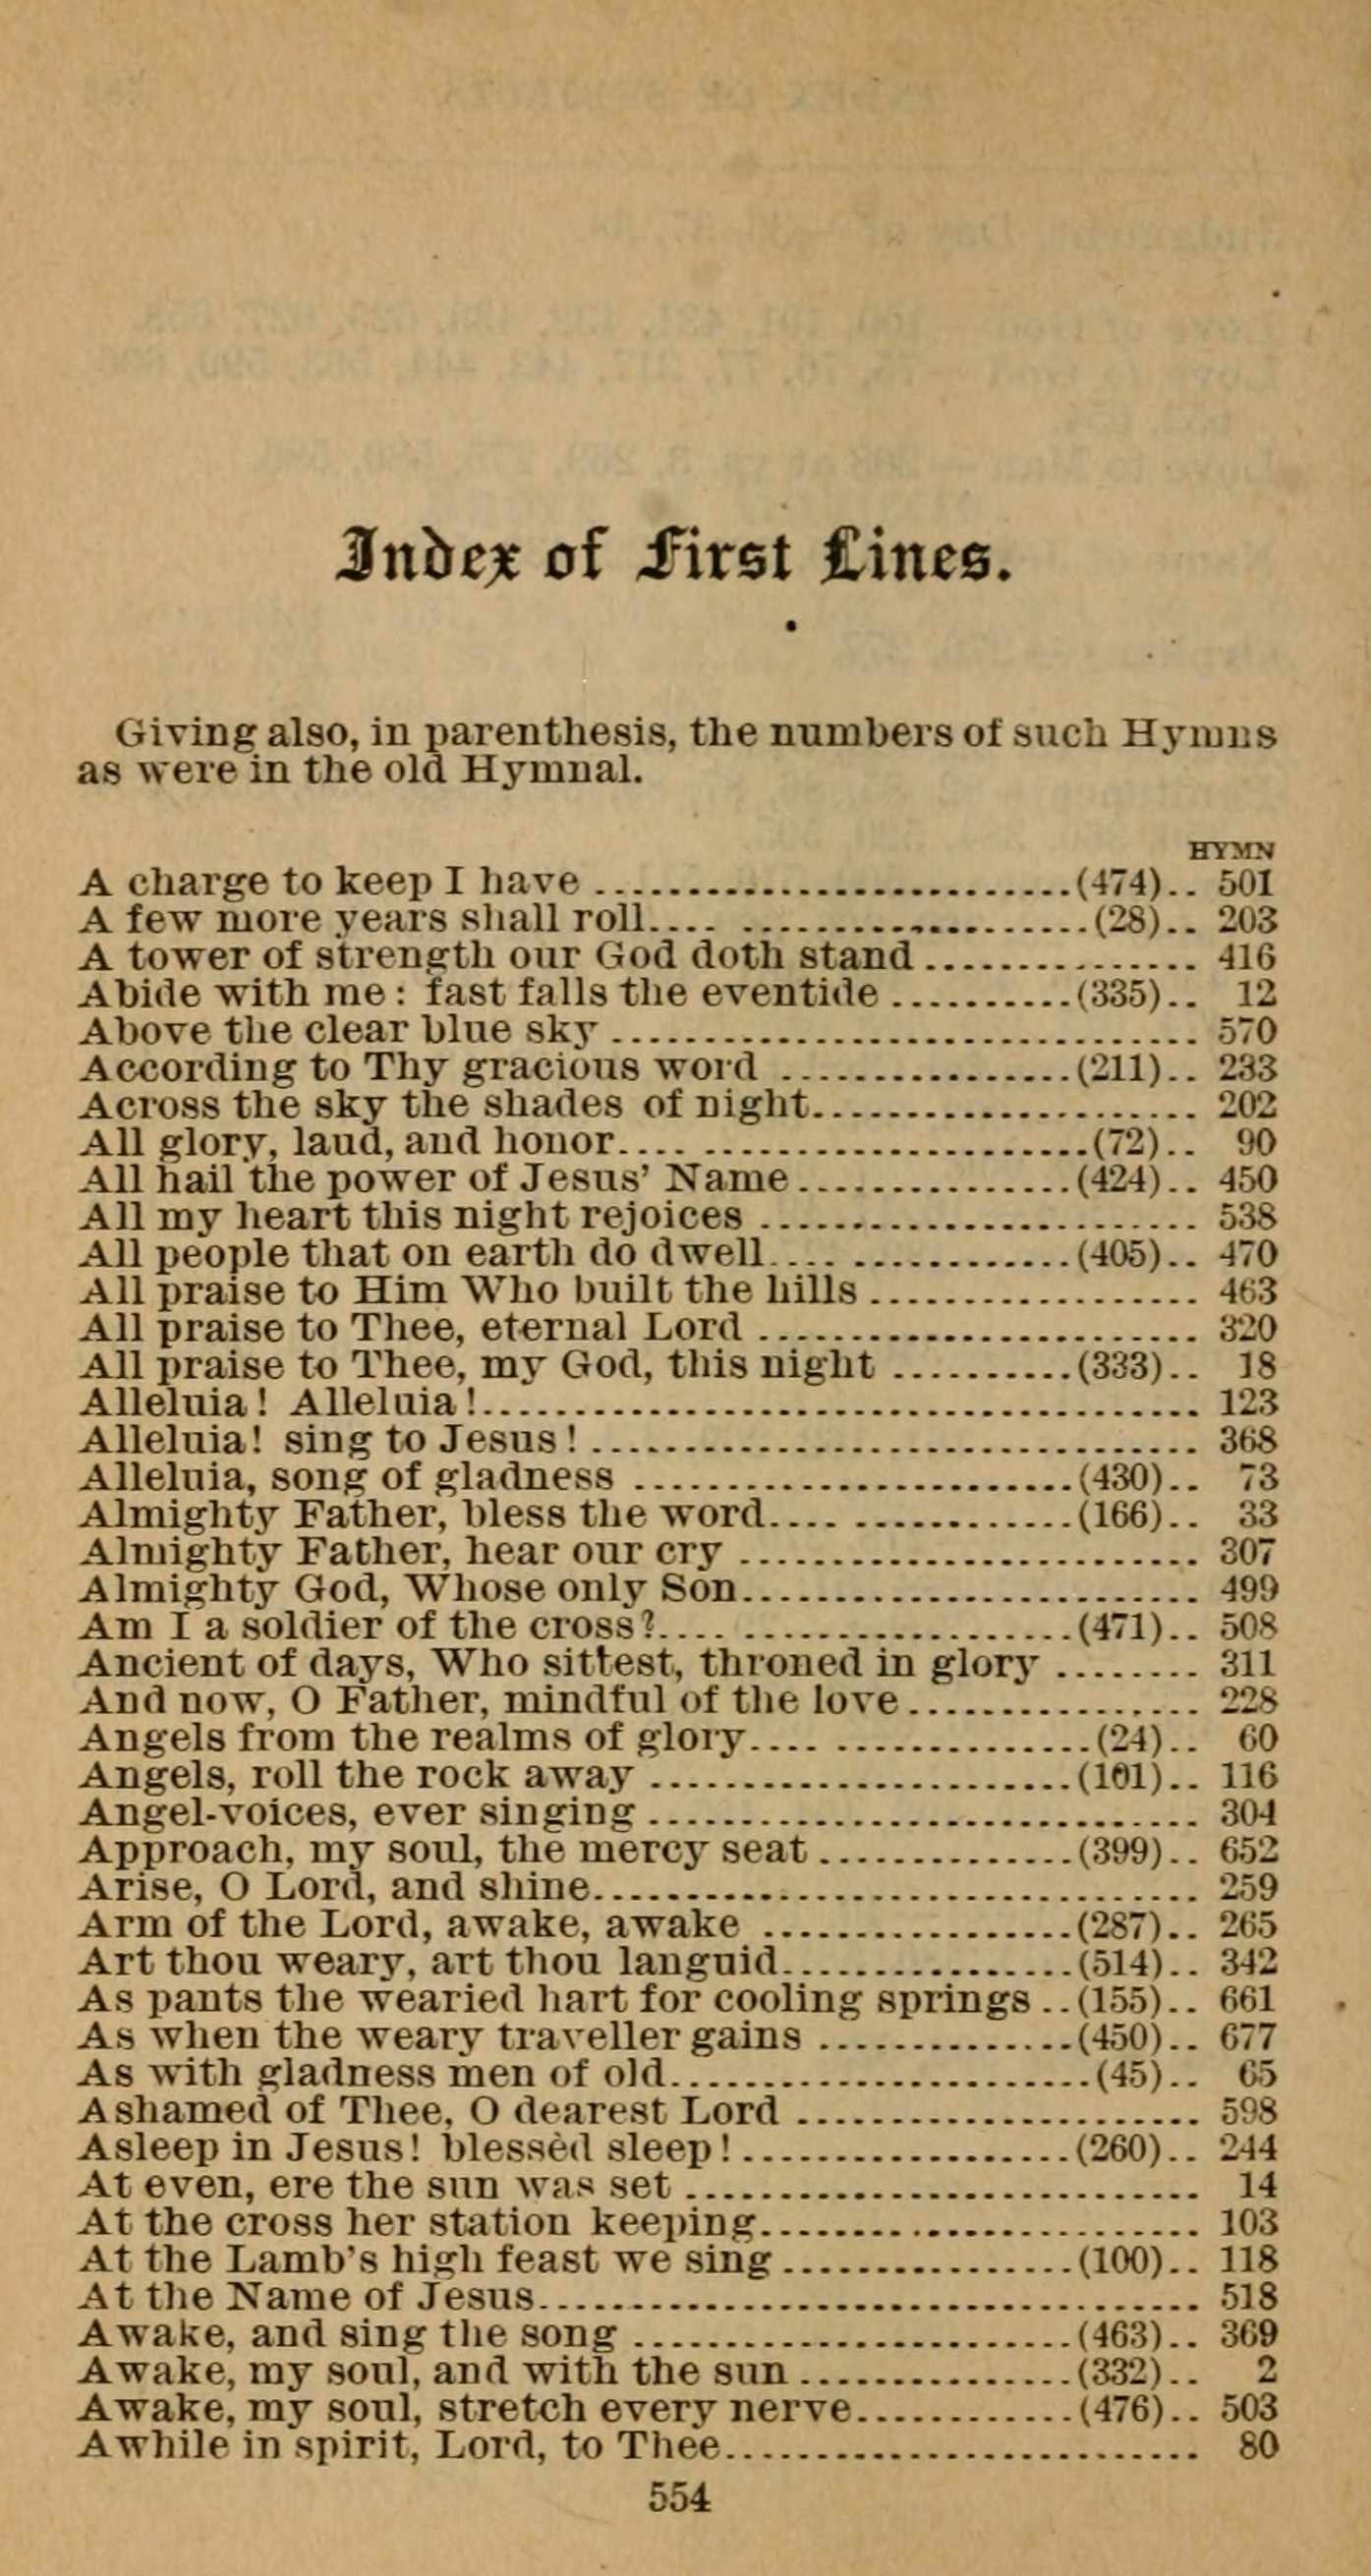 Index of First Lines.
Giving also, in parenthesis, the numbers of such Hymns
as were in the old Hymnal.
HYMN
A charge to keep I have ..............................(474).. 501
A few more years shall roll.... ......................(28).. 203
A tower of strength our God doth stand ................ 416
Abide with me : fast falls the eventide ...........(335).. 12
Above the clear blue sky .................................... 570
According to Thy gracious word ..................(211).. 233
Across the sky the shades of night........................ 202
All glory, laud, and honor.... ........................(72).. 90
All hail the power of Jesus' Name.................(424).. 450
All my heart this night rejoices ........................... 538
All people that on earth do dwell.... .............(405).. 470
All praise to Him Who built the hills .................... 463
All praise to Thee, eternal Lord ........................... 320
All praise to Thee, my God, this night ...........(333).. 18
Alleluia ! Alleluia !............................................ 123
Alleluia! sing to Jesus ! ..................................... 368
Alleluia, song of gladness ...........................(430).. 73
Almighty Father, bless the word.... .............(166).. 33
Almighty Father, hear our cry ............................ 307
Almighty God, Whose only Son............................ 499
Am I a soldier of the cross?.... ....................(471).. 508
Ancient of days, Who sittest, throned in glory ........ 311
And now, O Father, mindful of the love ................. 228
Angels from the realms of glory.... ................(24).. 60
Angels, roll the rock away ..........................(101).. 116
Angel-voices, ever singing .................................. 304
Approach, my soul, the mercy seat ...............(399).. 652
Arise, O Lord, and shine..................................... 259
Arm of the Lord, awake, awake ...................(287).. 265
Art thou weary, art thou languid..................(514).. 342
As pants the wearied hart for cooling springs ..(155).. 661
As when the weary traveller gains ...............(450).. 677
As with gladness men of old..........................(45).. 65
Ashamed of Thee, O dearest Lord ......................... 598
Asleep in Jesus! blessèd sleep! ....................(260).. 244
At even, ere the sun was set ............................... 14
At the cross her station keeping........................... 103
At the Lamb's high feast we sing ..................(100).. 118
At the Name of Jesus......................................... 518
Awake, and sing the song ...........................(463).. 369
Awake, my soul, and with the sun .................(332).. 2
Awake, my soul, stretch every nerve.............(476).. 503
Awhile in spirit, Lord, to Thee............................. 80
554